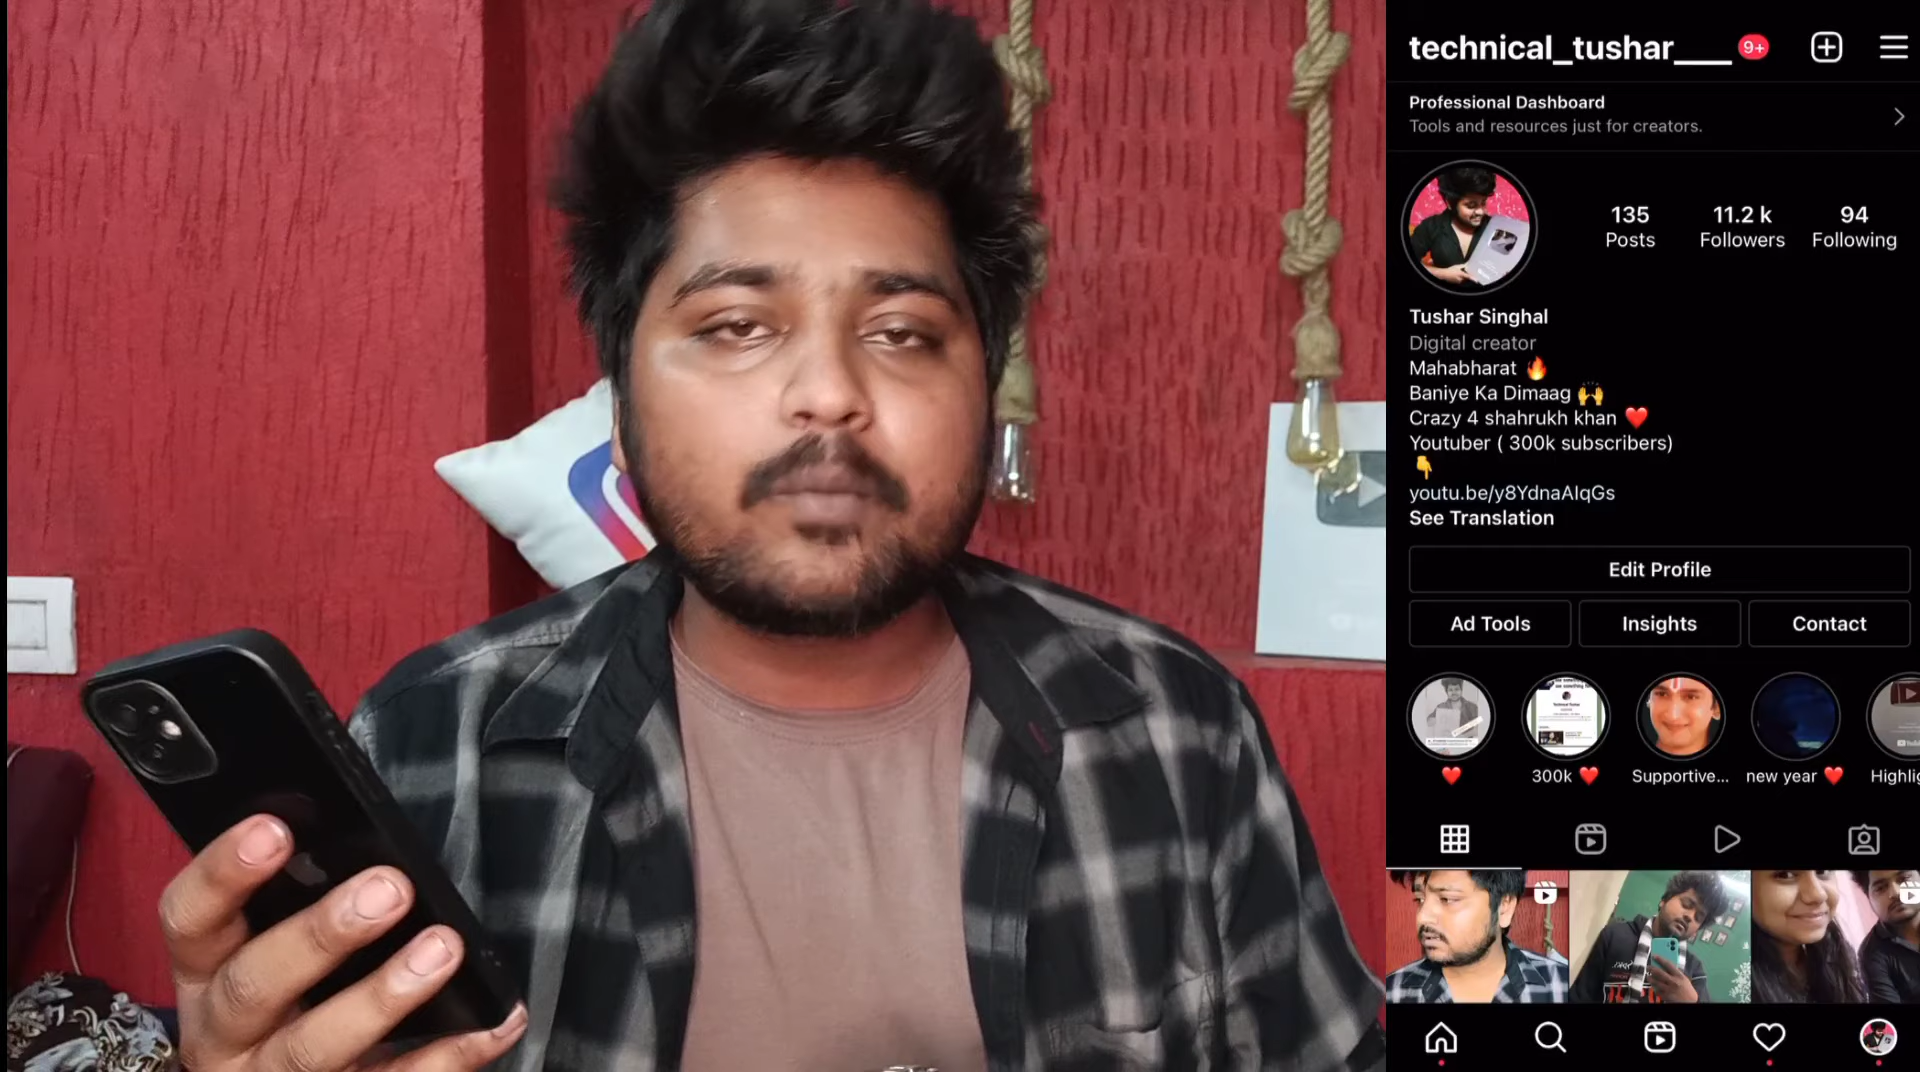 technical_tushar___ 9+
Professional Dashboard
Tools and resources just for creators.
135 11.2 k 94
Posts Followers Following
Tushar Singhal
Digital creator
Mahabharat 🔥
Baniye Ka Dimaag 🙌
Crazy 4 shahrukh khan ❤️
Youtuber ( 300k subscribers)
👇
youtu.be/y8YdnaAIqGs
See Translation
Edit Profile
Ad Tools Insights Contact
❤️ 300k ❤️ Supportive... new year ❤️ Highlig